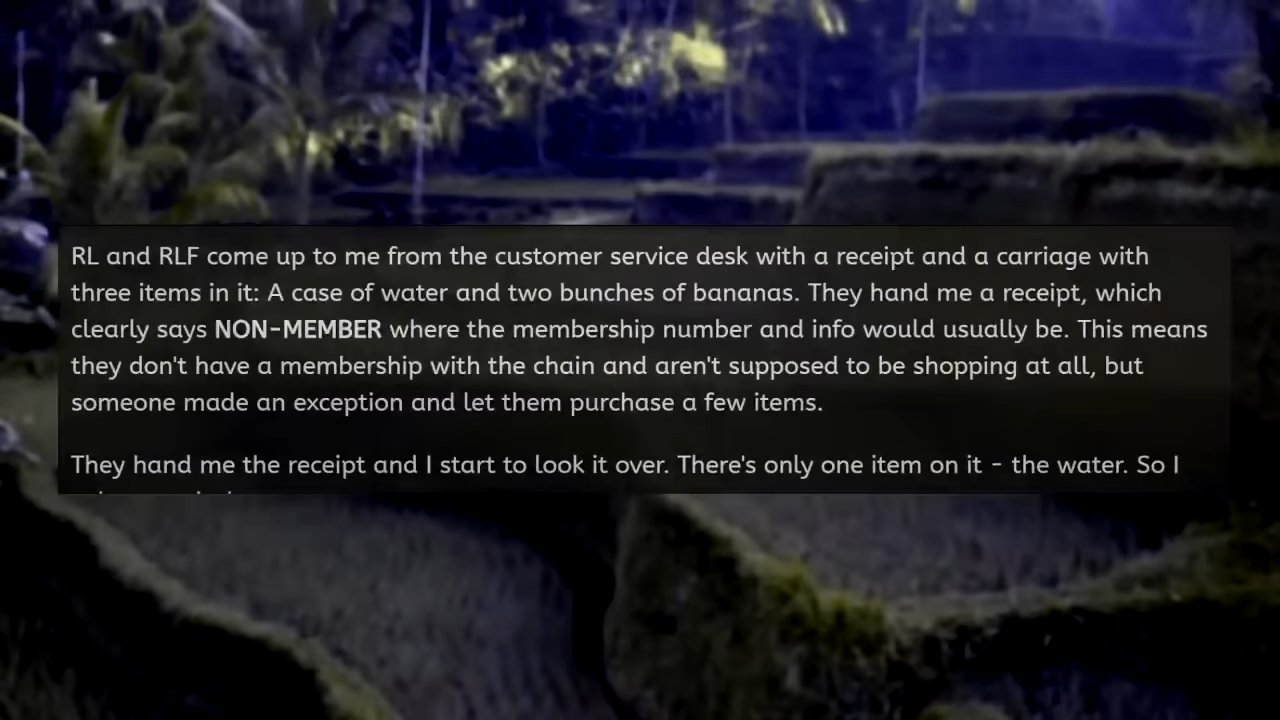 RL and RLF come up to me from the customer service desk with a receipt and a carriage with
three items in it: A case of water and two bunches of bananas. They hand me a receipt, which
clearly says NON-MEMBER where the membership number and info would usually be. This means
they don't have a membership with the chain and aren't supposed to be shopping at all, but
someone made an exception and let them purchase a few items.
They hand me the receipt and I start to look it over. There's only one item on it - the water. So I